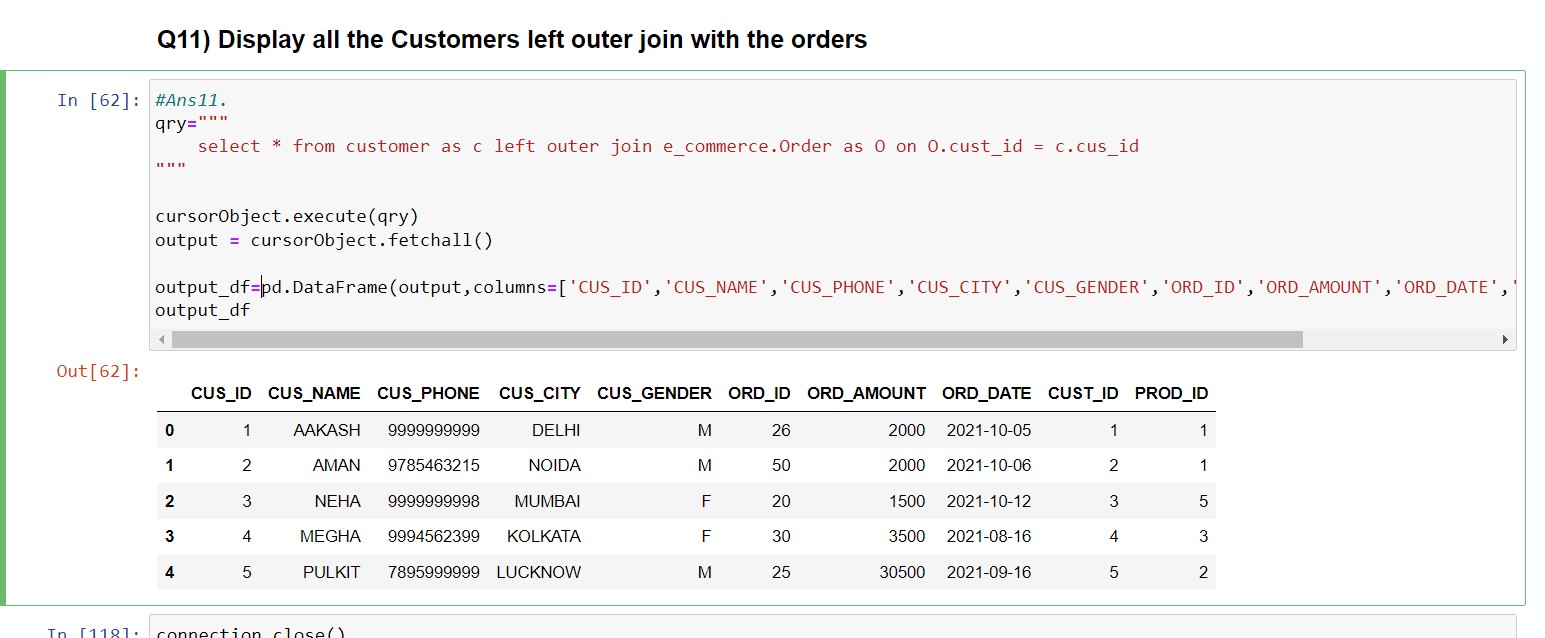 Q11) Display all the Customers left outer join with the orders
In [62]: #Ans11.
qry="""
    select * from customer as c left outer join e_commerce.Order as O on O.cust_id = c.cus_id
"""
cursorObject.execute(qry)
output = cursorObject.fetchall()
output_df=pd.DataFrame(output,columns=['CUS_ID','CUS_NAME','CUS_PHONE','CUS_CITY','CUS_GENDER','ORD_ID','ORD_AMOUNT','ORD_DATE','
output_df
Out[62]:
CUS_ID CUS_NAME CUS_PHONE CUS_CITY CUS_GENDER ORD_ID ORD_AMOUNT ORD_DATE CUST_ID PROD_ID
0 1 AAKASH 9999999999 DELHI M 26 2000 2021-10-05 1 1
1 2 AMAN 9785463215 NOIDA M 50 2000 2021-10-06 2 1
2 3 NEHA 9999999998 MUMBAI F 20 1500 2021-10-12 3 5
3 4 MEGHA 9994562399 KOLKATA F 30 3500 2021-08-16 4 3
4 5 PULKIT 7895999999 LUCKNOW M 25 30500 2021-09-16 5 2
In [118]: connection.close()